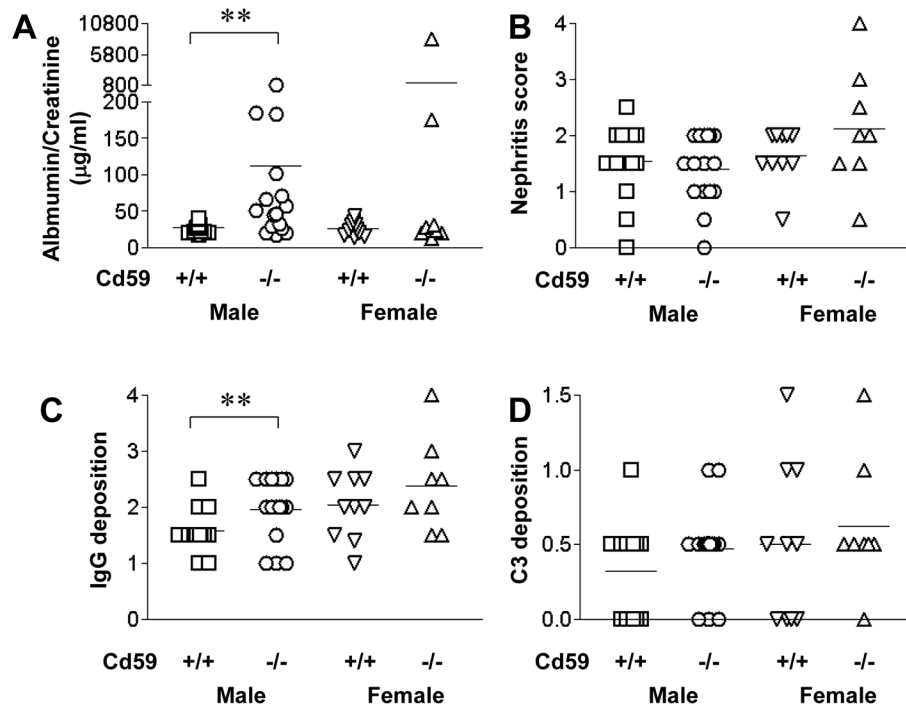 A
**
Albmumin/Creatinine
(μg/ml)
10800
5800
800
200
150
100
50
0
Cd59 +/+ -/- +/+ -/-
Male Female
B
Nephritis score
4
3
2
1
0
Cd59 +/+ -/- +/+ -/-
Male Female
C
**
IgG deposition
4
3
2
1
0
Cd59 +/+ -/- +/+ -/-
Male Female
D
C3 deposition
1.5
1.0
0.5
0.0
Cd59 +/+ -/- +/+ -/-
Male Female